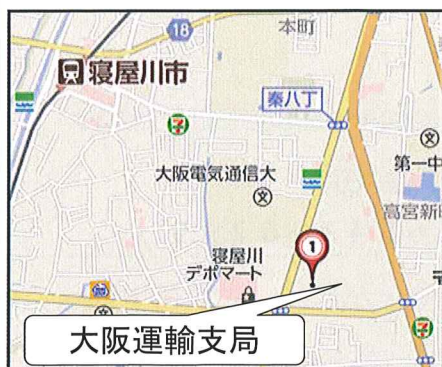 18
本町
寝屋川市
秦八丁
第一中
大阪電気通信大
高宮新町
寝屋川
デポマート
1
大阪運輸支局